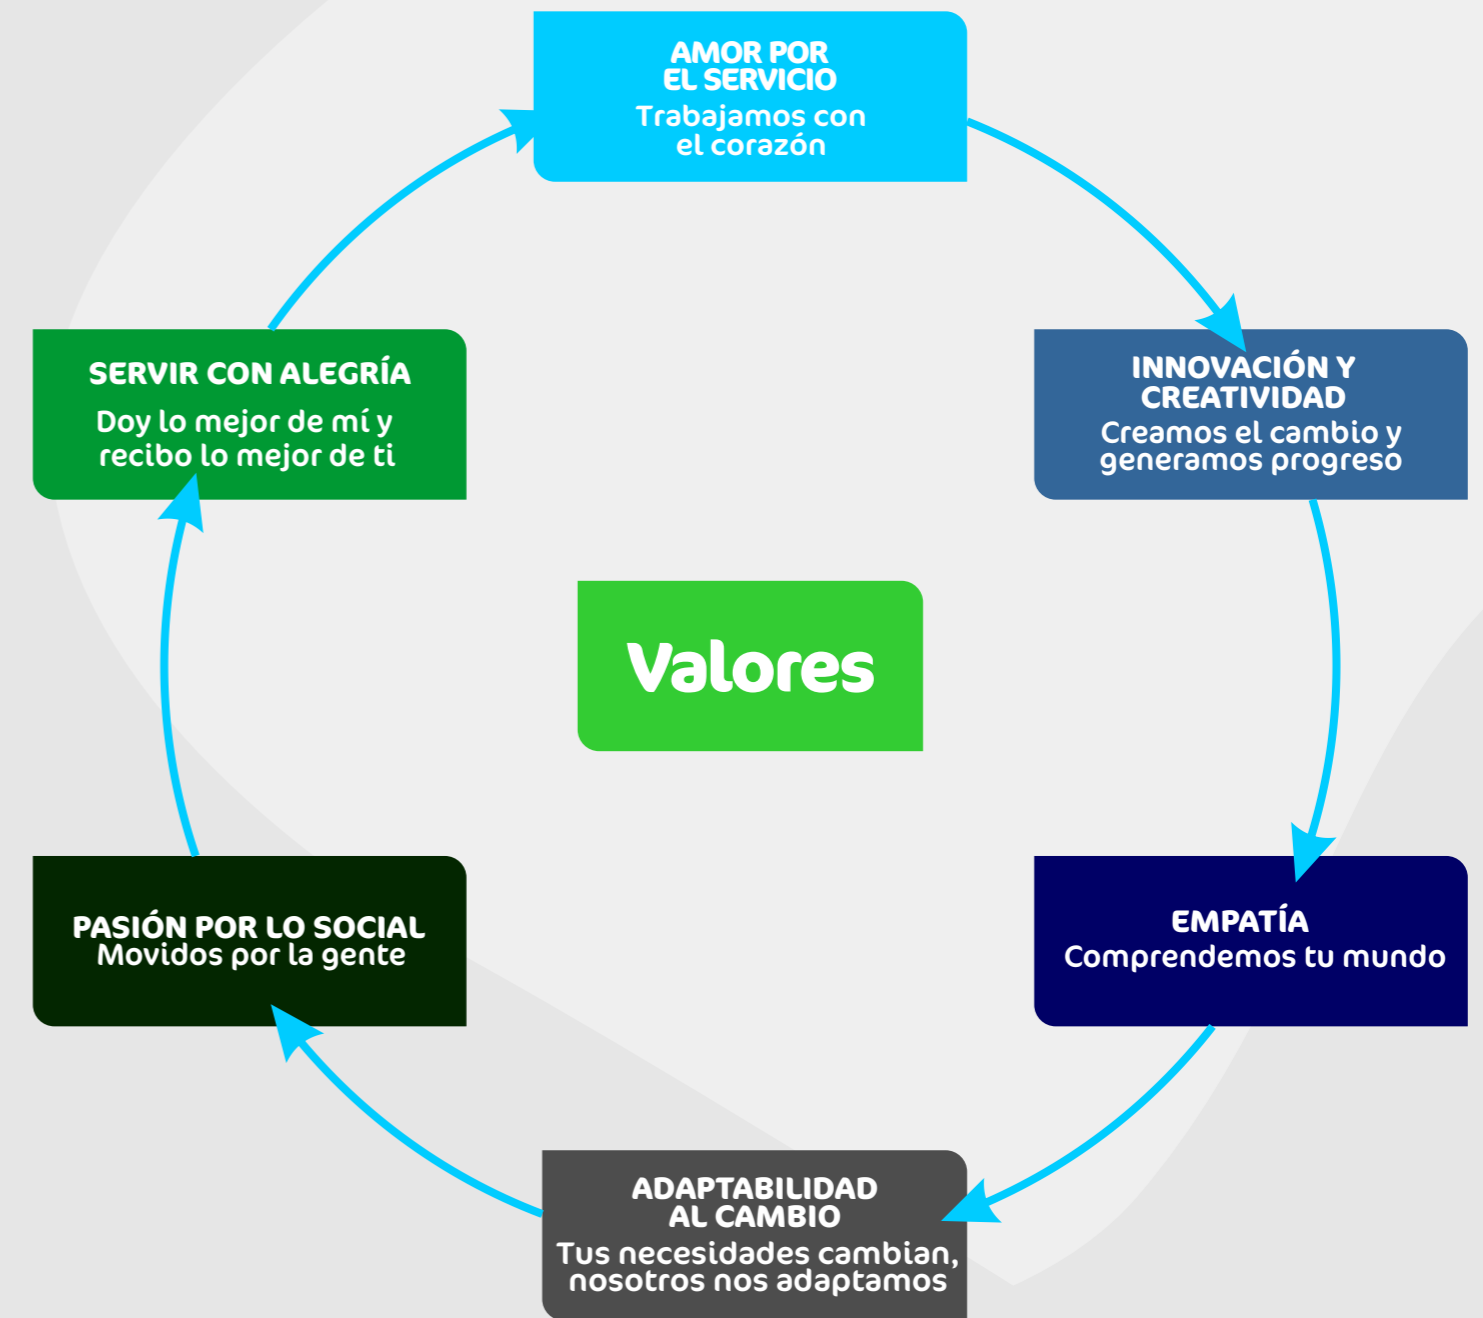 AMOR POR
EL SERVICIO
Trabajamos con
el corazón
INNOVACIÓN Y
CREATIVIDAD
Creamos el cambio y
generamos progreso
EMPATÍA
Comprendemos tu mundo
ADAPTABILIDAD
AL CAMBIO
Tus necesidades cambian,
nosotros nos adaptamos
PASIÓN POR LO SOCIAL
Movidos por la gente
SERVIR CON ALEGRÍA
Doy lo mejor de mí y
recibo lo mejor de ti
Valores